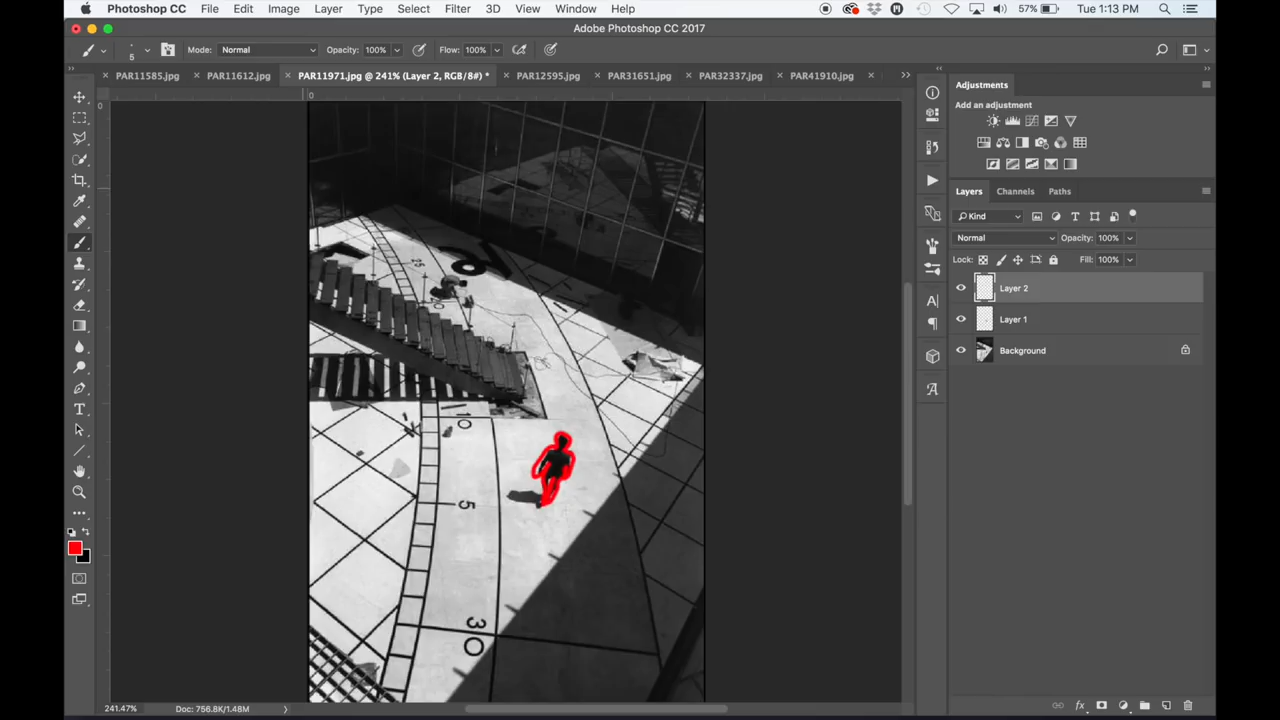 Photoshop CC File Edit Image Layer Type Select Filter 3D View Window Help 57% Tue 1:13 PM
Adobe Photoshop CC 2017
5 Mode: Normal Opacity: 100% Flow: 100%
PAR11585.jpg PAR11612.jpg PAR11971.jpg @ 241% (Layer 2, RGB/8#) * PAR12595.jpg PAR31651.jpg PAR32337.jpg PAR41910.jpg
Adjustments
0
0
Add an adjustment
Layers Channels Paths
Kind
Normal Opacity: 100%
Lock: Fill: 100%
Layer 2
Layer 1
Background
25
10
5
30
241.47% Doc: 756.8K/1.48M